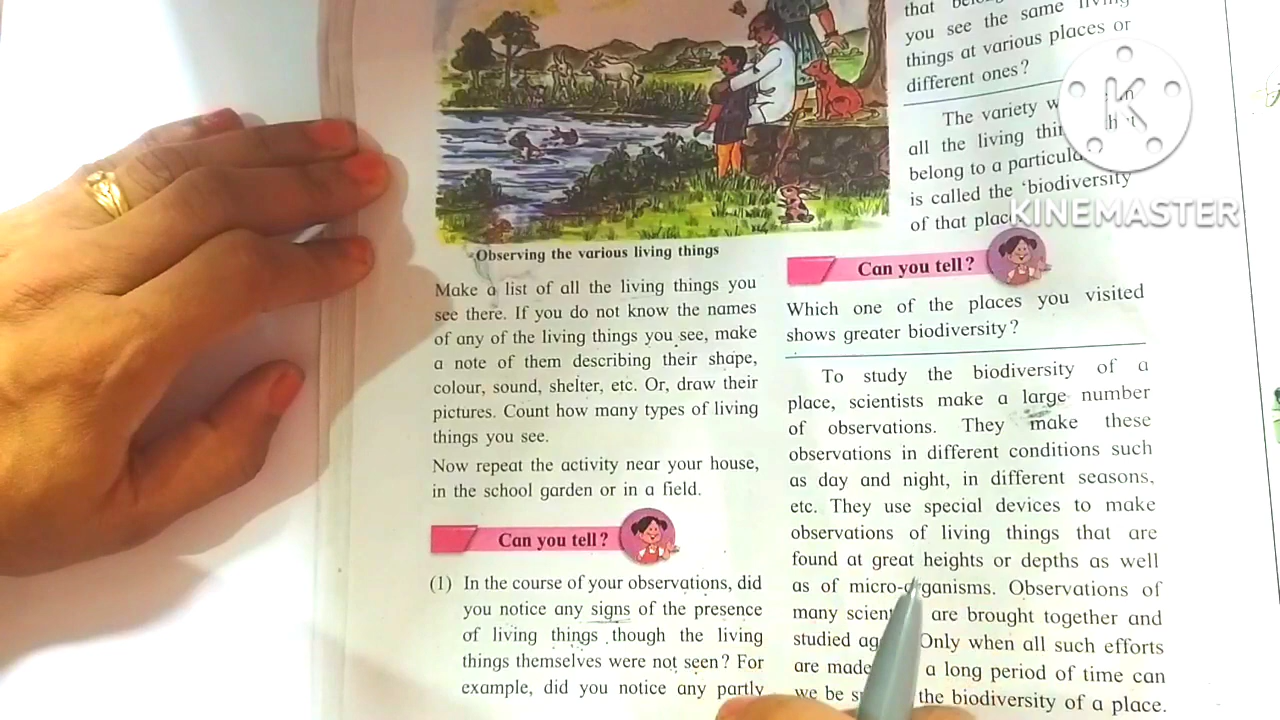 Observing the various living things
Make a list of all the living things you
see there. If you do not know the names
of any of the living things you see, make
a note of them describing their shape,
colour, sound, shelter, etc. Or, draw their
pictures. Count how many types of living
things you see.
Now repeat the activity near your house,
in the school garden or in a field.
Can you tell?
(1) In the course of your observations, did
you notice any signs of the presence
of living things though the living
things themselves were not seen? For
example, did you notice any partly
that
you see the same living
things at various places or
different ones?
The variety
all the living
belong to a
is called the 'biodiversity
of that
KINEMASTER
Can you tell?
Which one of the places you visited
shows greater biodiversity?
To study the biodiversity of a
place, scientists make a large number
of observations. They make these
observations in different conditions such
as day and night, in different seasons,
etc. They use special devices to make
observations of living things that are
found at great heights or depths as well
as of micro-organisms. Observations of
many are brought together and
studied Only when all such efforts
are made a long period of time can
we be the biodiversity of a place.